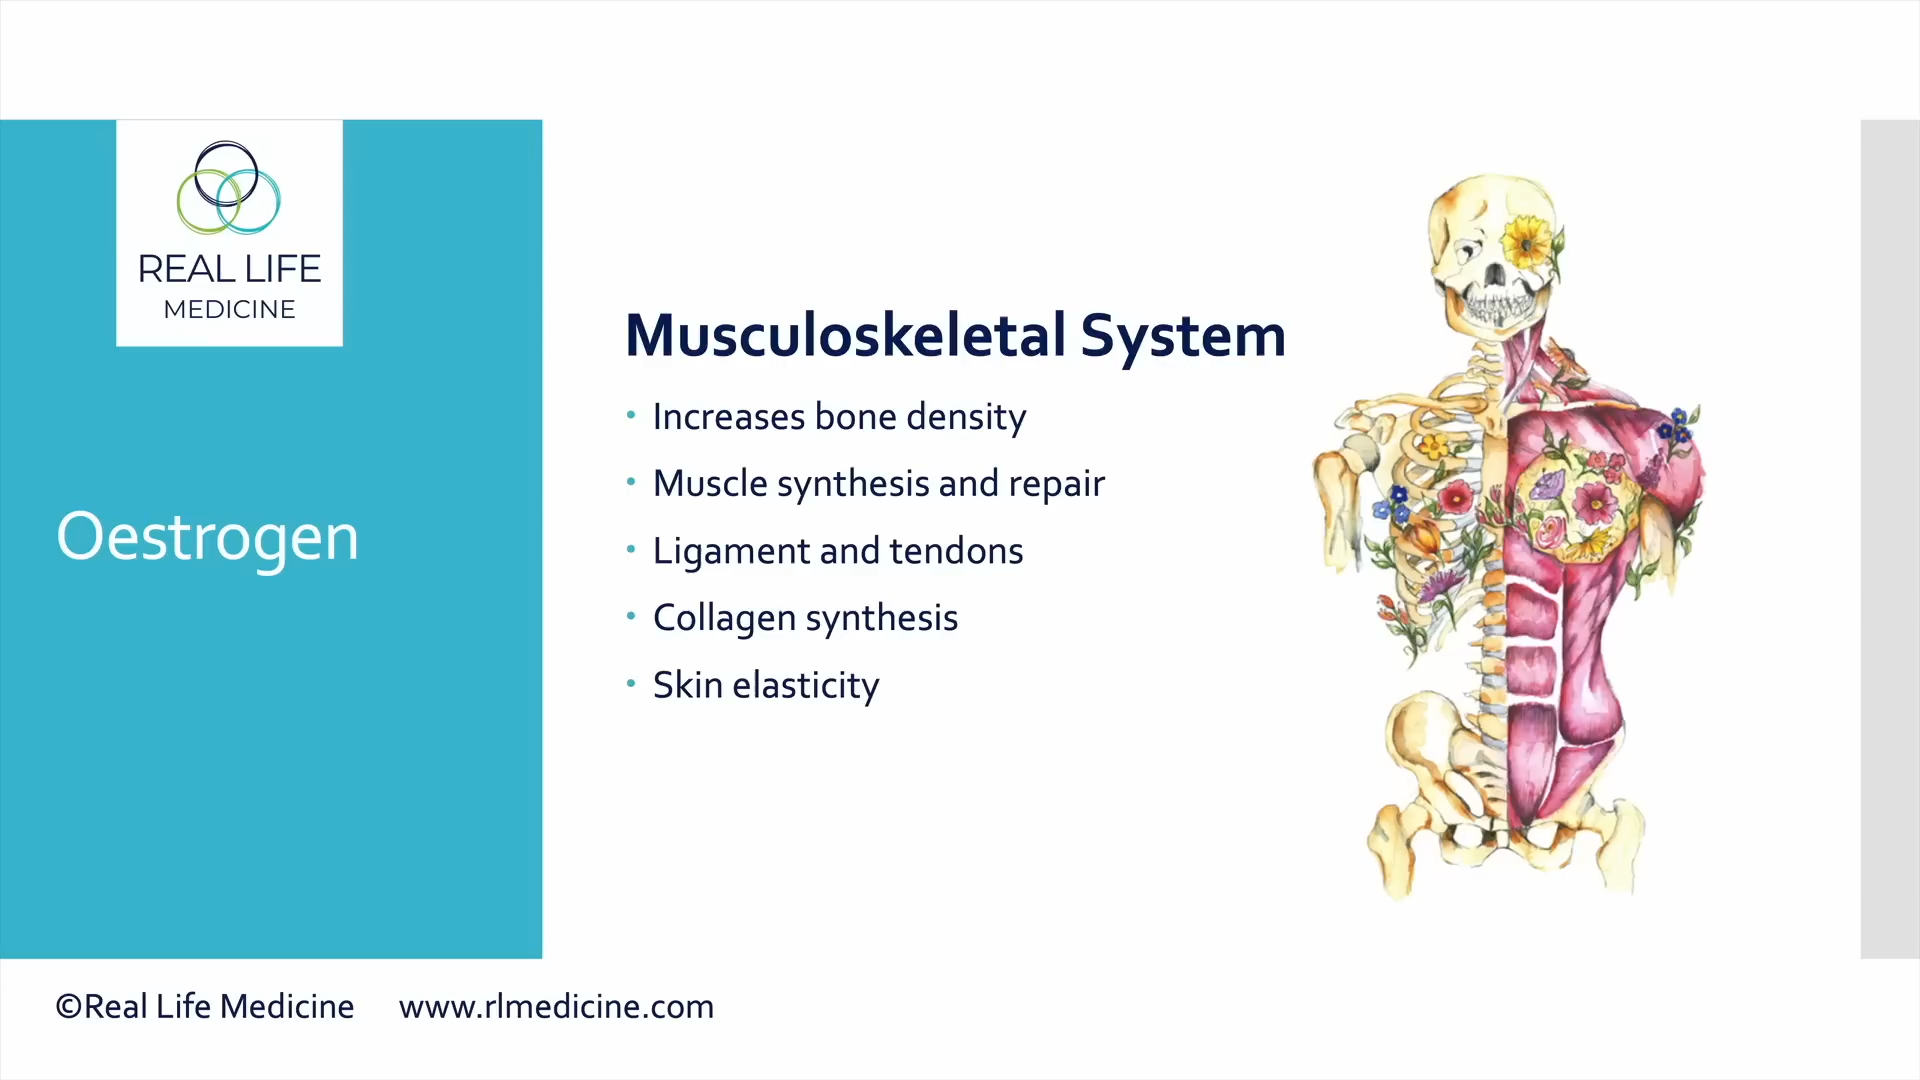 REAL LIFE
MEDICINE
Oestrogen
Musculoskeletal System
• Increases bone density
• Muscle synthesis and repair
• Ligament and tendons
• Collagen synthesis
• Skin elasticity
©Real Life Medicine www.rlmedicine.com